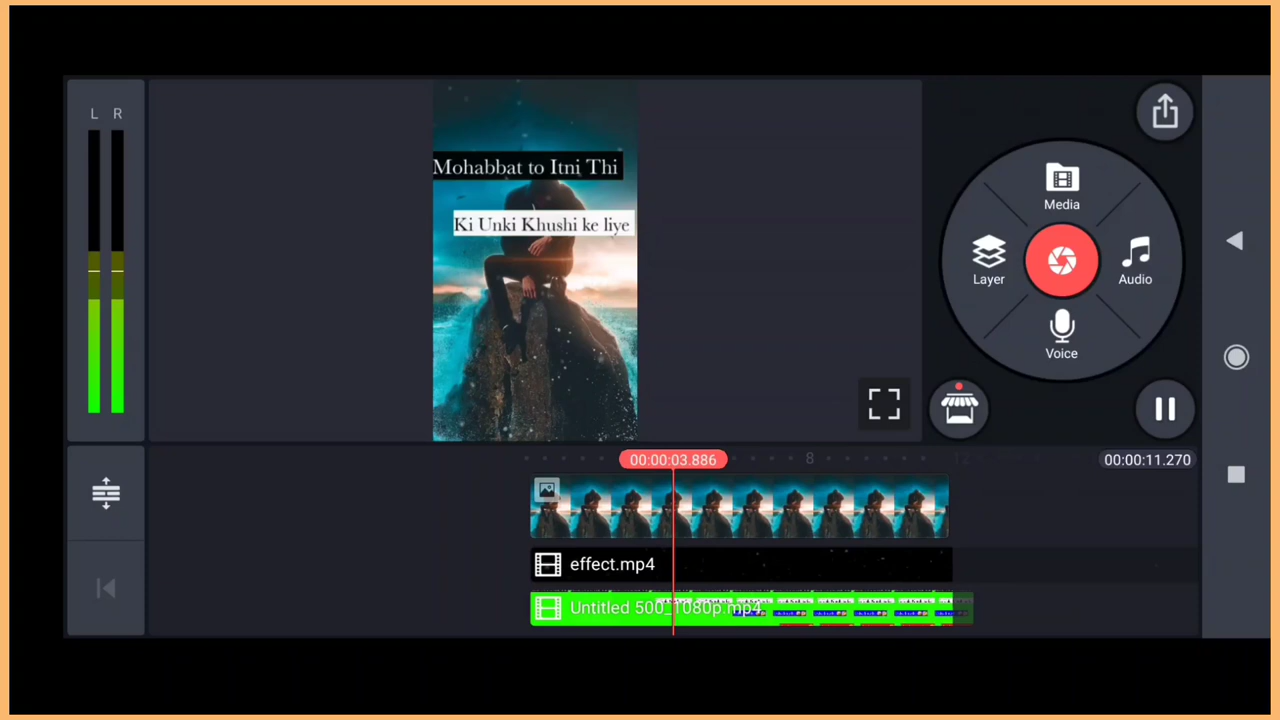 L R
Mohabbat to Itni Thi
Ki Unki Khushi ke liye
Media
Layer
Audio
Voice
00:00:03.886
8
12
00:00:11.270
effect.mp4
Untitled 500_1080p.mp4